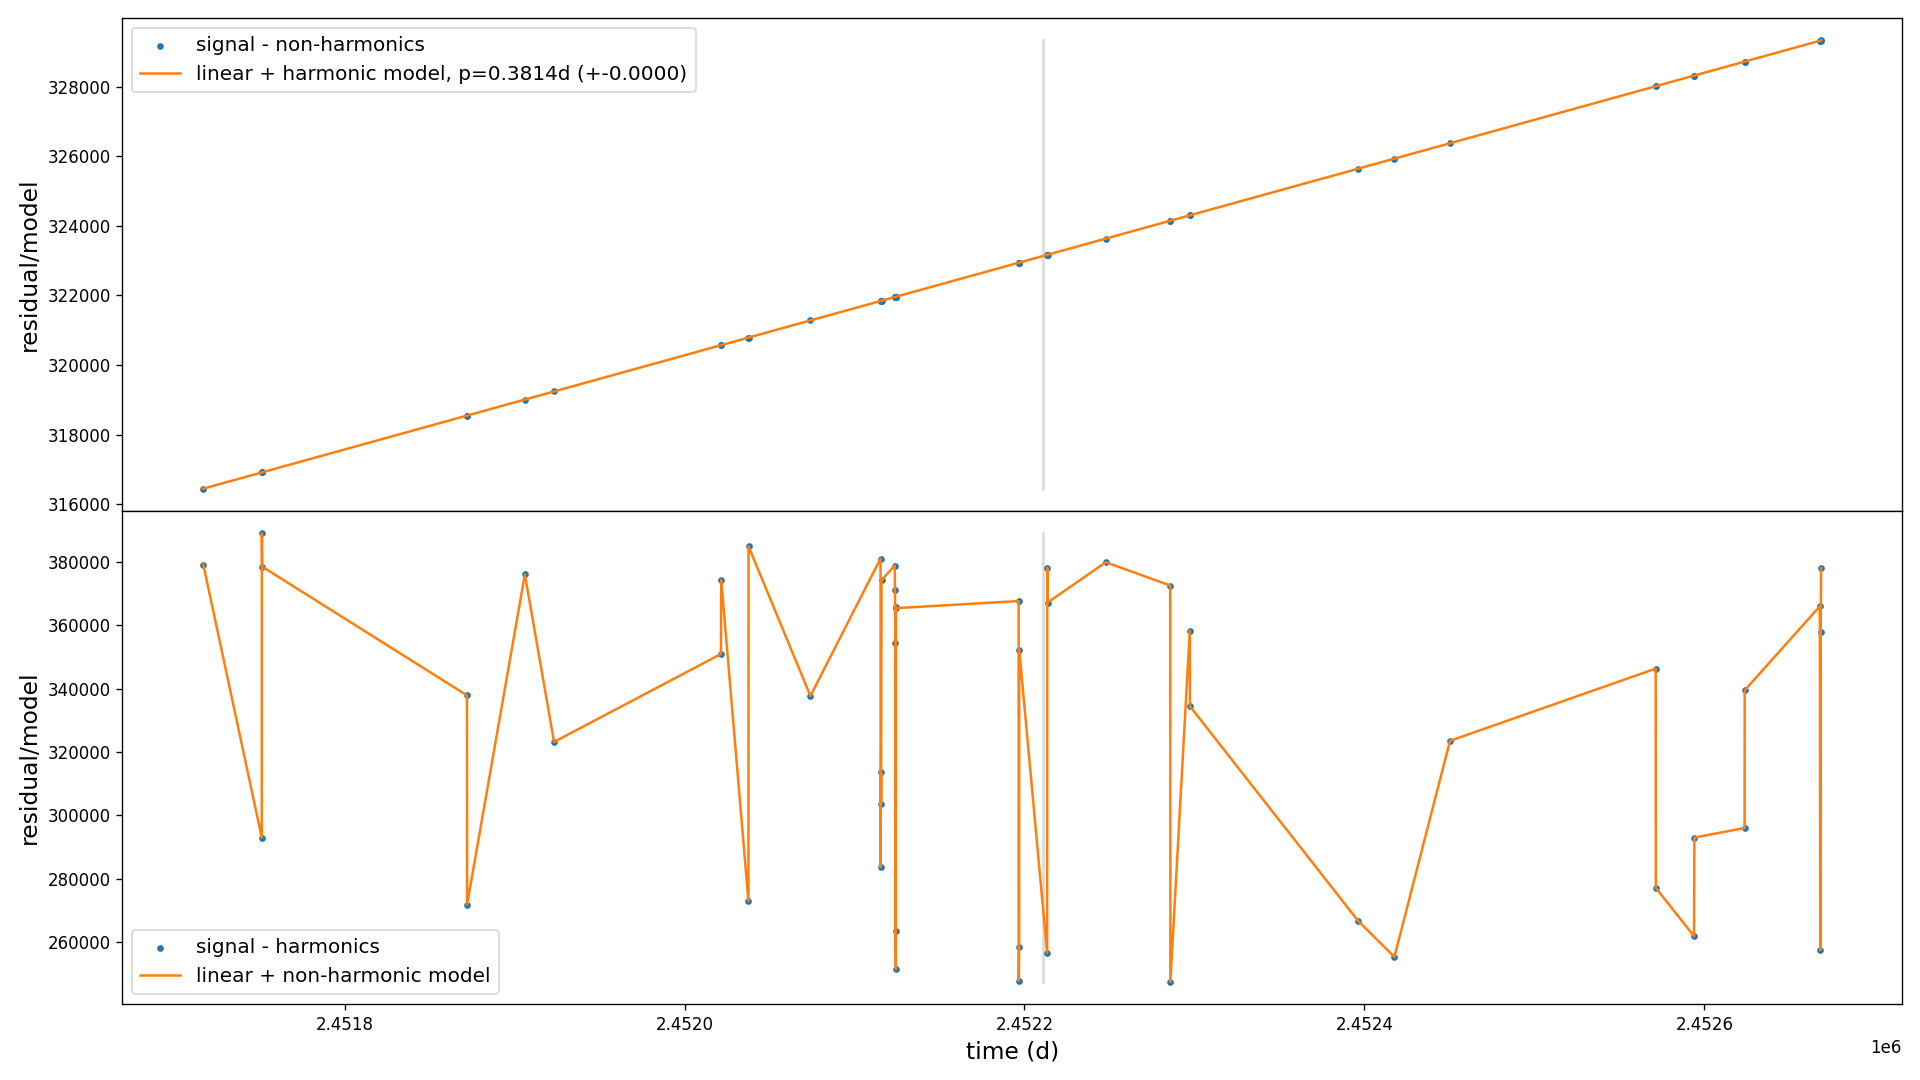 signal - non-harmonics
linear + harmonic model, p=0.3814d (+-0.0000)
328000
326000
324000
322000
320000
318000
316000
residual/model
380000
360000
340000
320000
300000
280000
260000
residual/model
signal - harmonics
linear + non-harmonic model
2.4518
2.4520
2.4522
2.4524
2.4526
1e6
time (d)